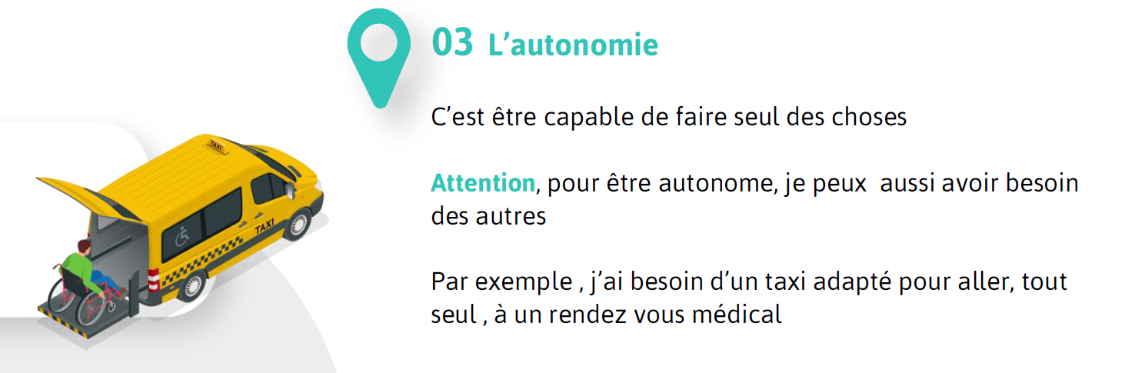 03 L'autonomie
C'est être capable de faire seul des choses
Attention, pour être autonome, je peux  aussi avoir besoin
des autres
Par exemple , j'ai besoin d'un taxi adapté pour aller, tout
seul , à un rendez vous médical
TAXI
TAXI